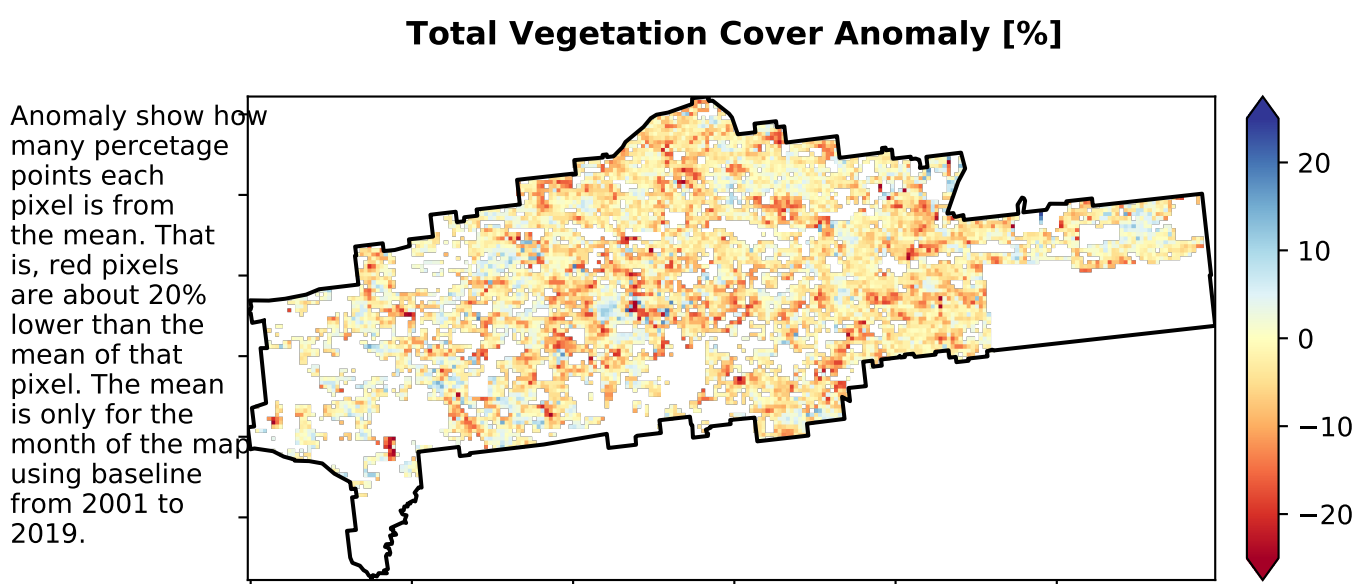 Total Vegetation Cover Anomaly [%]
Anomaly show how
many percetage
points each
pixel is from
the mean. That
is, red pixels
are about 20%
lower than the
mean of that
pixel. The mean
is only for the
month of the map
using baseline
from 2001 to
2019.
20
10
0
−10
−20